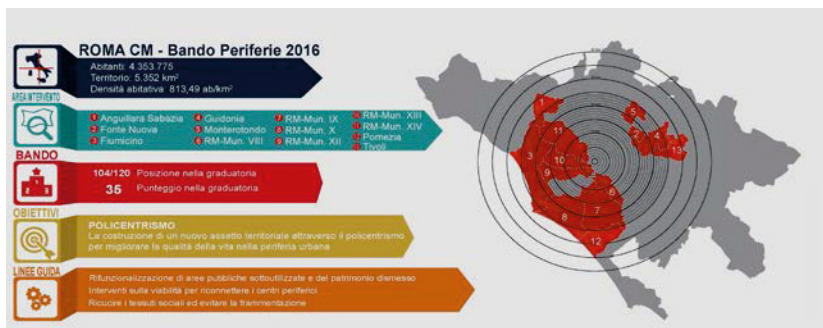 ROMA CM - Bando Periferie 2016
Abitanti: 4.353.775
Territorio: 5.352 km²
Densità abitativa 813,49 ab/km²
AREA INTERVENTO
1 Anguillara Sabazia
2 Fonte Nuova
3 Fiumicino
4 Guidonia
5 Monterotondo
6 RM-Mun. VIII
7 RM-Mun. IX
8 RM-Mun. X
9 RM-Mun. XII
RM-Mun. XIII
RM-Mun. XIV
Pomezia
Tivoli
BANDO
104/120 Posizione nella graduatoria
35 Punteggio nella graduatoria
OBIETTIVI
POLICENTRISMO
La costruzione di un nuovo assetto territoriale attraverso il policentrismo
per migliorare la qualità della vita nella periferia urbana
LINEE GUIDA
Rifunzionalizzazione di aree pubbliche sottoutilizzate e del patrimonio dismesso
Interventi sulla viabilità per riconnettere i centri periferici
Ricucire i tessuti sociali ed evitare la frammentazione
1
5
11
2
4
13
3
10
9
6
7
8
12